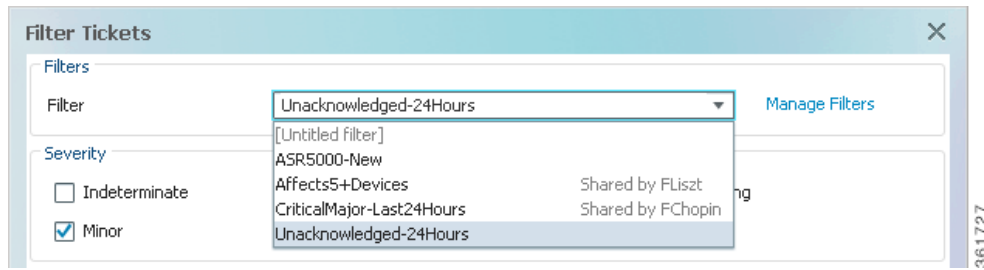 Filter Tickets
Filters
Filter
Unacknowledged-24Hours
Manage Filters
[Untitled filter]
ASR5000-New
Affects5+Devices Shared by FLiszt
CriticalMajor-Last24Hours Shared by FChopin
Unacknowledged-24Hours
Severity
Indeterminate
ng
Minor
361727